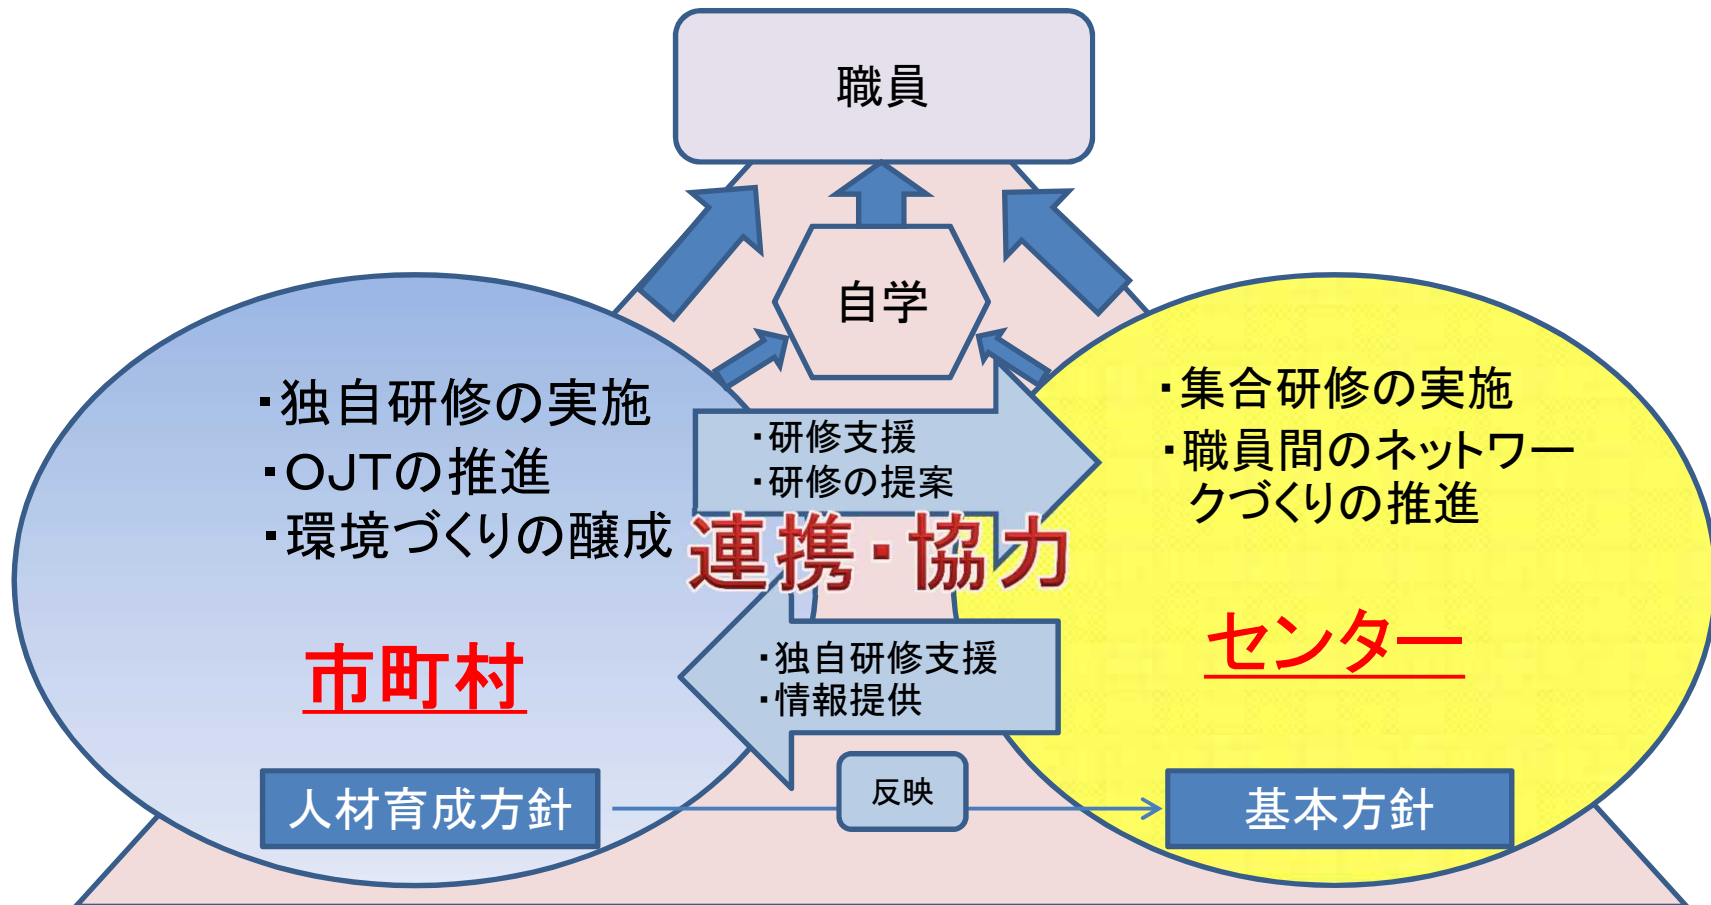 職員
自学
・独自研修の実施
・OJTの推進
・環境づくりの醸成
市町村
人材育成方針
・研修支援
・研修の提案
連携・協力
・独自研修支援
・情報提供
反映
・集合研修の実施
・職員間のネットワー
クづくりの推進
センター
基本方針